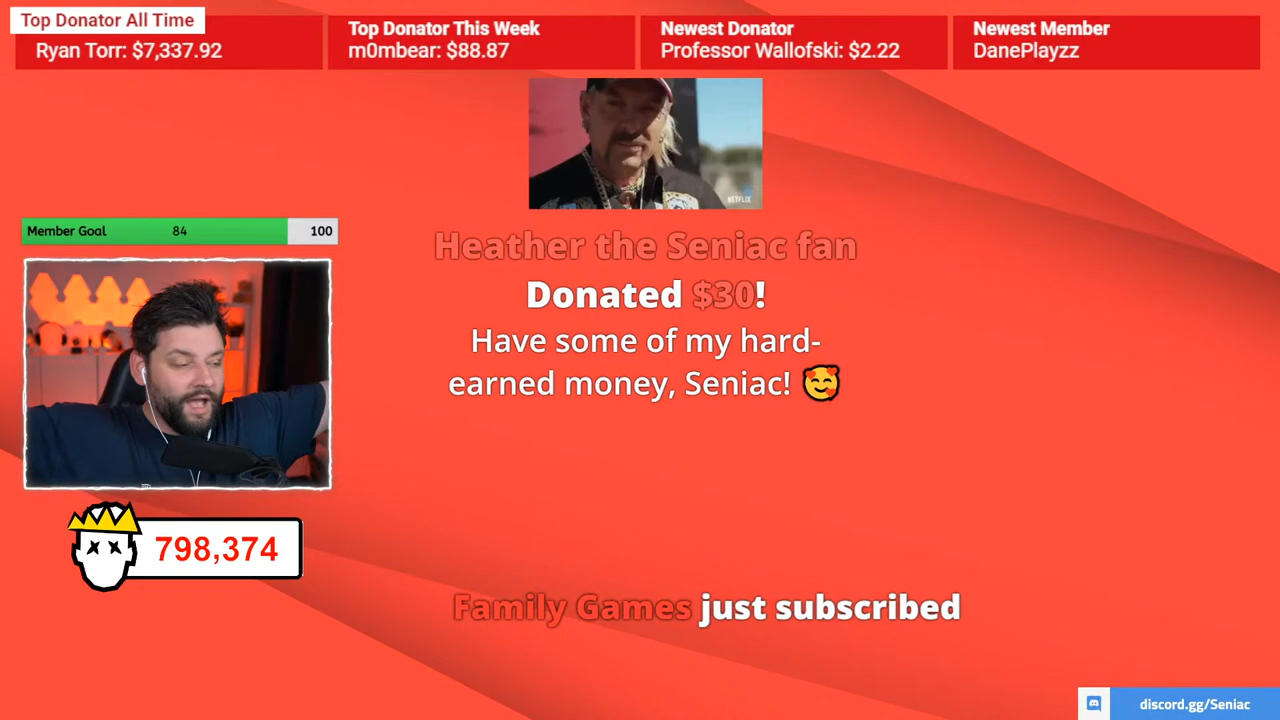 Top Donator All Time
Ryan Torr: $7,337.92
Top Donator This Week
m0mbear: $88.87
Newest Donator
Professor Wallofski: $2.22
Newest Member
DanePlayzz
NETFLIX
Member Goal 84 100
Heather the Seniac fan
Donated $30!
Have some of my hard-
earned money, Seniac! 🥰
798,374
Family Games just subscribed
discord.gg/Seniac